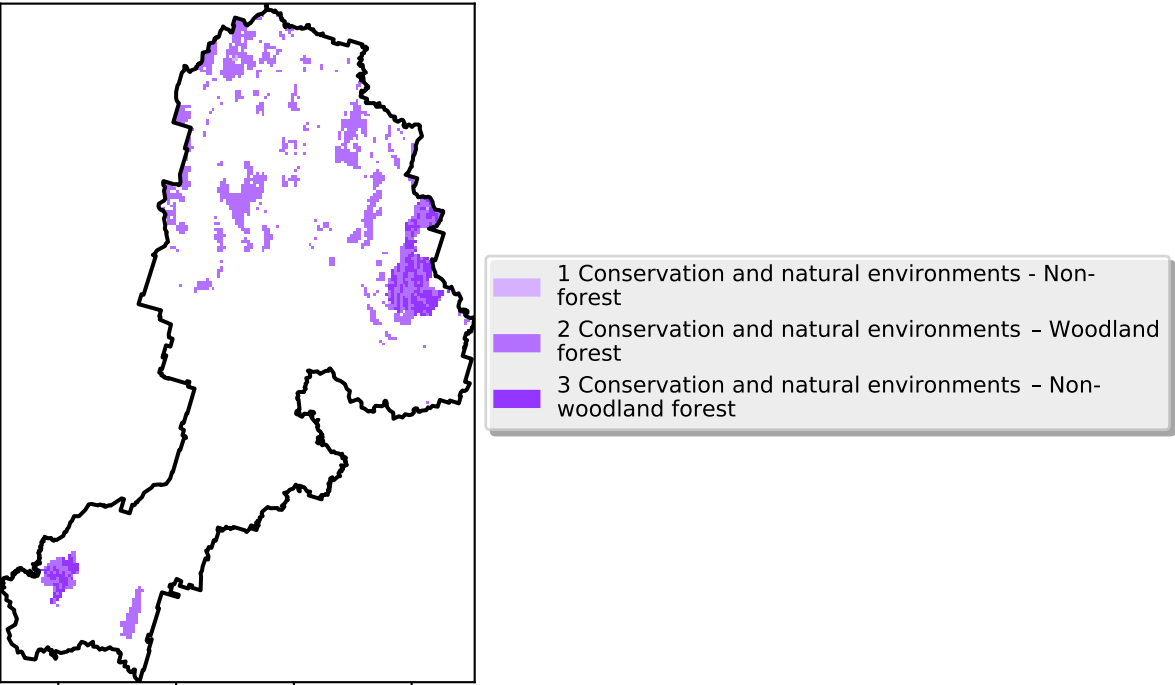 1 Conservation and natural environments - Non-
forest
2 Conservation and natural environments – Woodland
forest
3 Conservation and natural environments – Non-
woodland forest